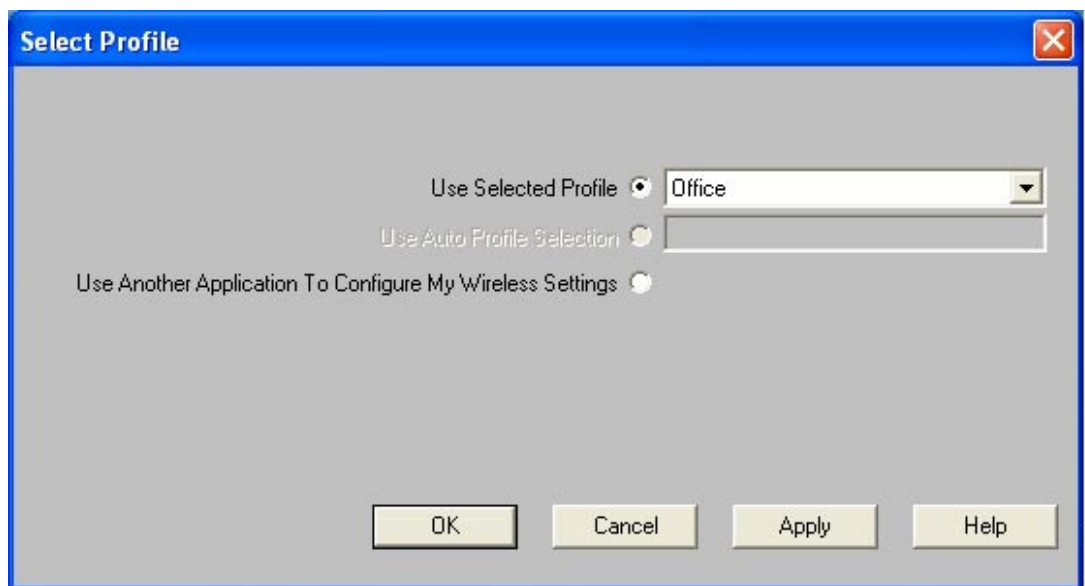 Select Profile
Use Selected Profile Office
Use Auto Profile Selection
Use Another Application To Configure My Wireless Settings
OK Cancel Apply Help